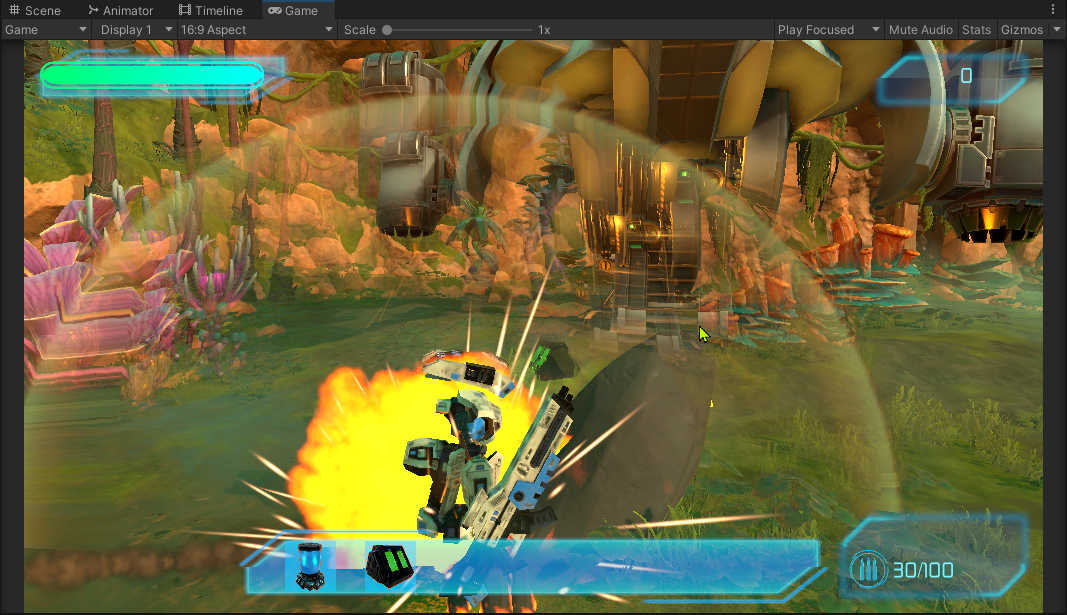 Scene Animator Timeline Game
Game Display 1 16:9 Aspect Scale 1x Play Focused Mute Audio Stats Gizmos
0
30/100